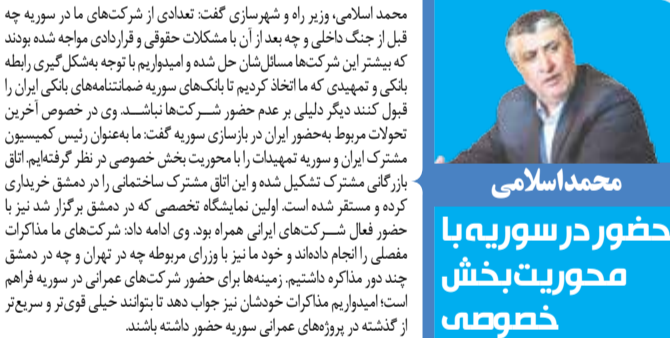 محمد اسلامی، وزیر راه و شهرسازی گفت: تعدادی از شرکت‌های ما در سوریه چه
قبل از جنگ داخلی و چه بعد از آن با مشکلات حقوقی و قراردادی مواجه شده بودند
که بیشتر این شرکت‌ها مسائل‌شان حل شده و امیدواریم با توجه به‌شکل‌گیری رابطه
بانکی و تمهیدی که ما اتخاذ کردیم تا بانک‌های سوریه ضمانتنامه‌های بانکی ایران را
قبول کنند دیگر دلیلی بر عدم حضور شــرکت‌ها نباشــد. وی در خصوص آخرین
تحولات مربوط به‌حضور ایران در بازسازی سوریه گفت: ما به‌عنوان رئیس کمیسیون
مشترک ایران و سوریه تمهیدات را با محوریت بخش خصوصی در نظر گرفته‌ایم. اتاق
بازرگانی مشترک تشکیل شده و این اتاق مشترک ساختمانی را در دمشق خریداری
کرده و مستقر شده است. اولین نمایشگاه تخصصی که در دمشق برگزار شد نیز با
حضور فعال شــرکت‌های ایرانی همراه بود. وی ادامه داد: شرکت‌های ما مذاکرات
مفصلی را انجام داده‌اند و خود ما نیز با وزرای مربوطه چه در تهران و چه در دمشق
چند دور مذاکره داشتیم. زمینه‌ها برای حضور شرکت‌های عمرانی در سوریه فراهم
است؛ امیدواریم مذاکرات خودشان نیز جواب دهد تا بتوانند خیلی قوی‌تر و سریع‌تر
از گذشته در پروژه‌های عمرانی سوریه حضور داشته باشند.
محمد اسلامی
حضور در سوریه با
محوریت بخش
خصوصی